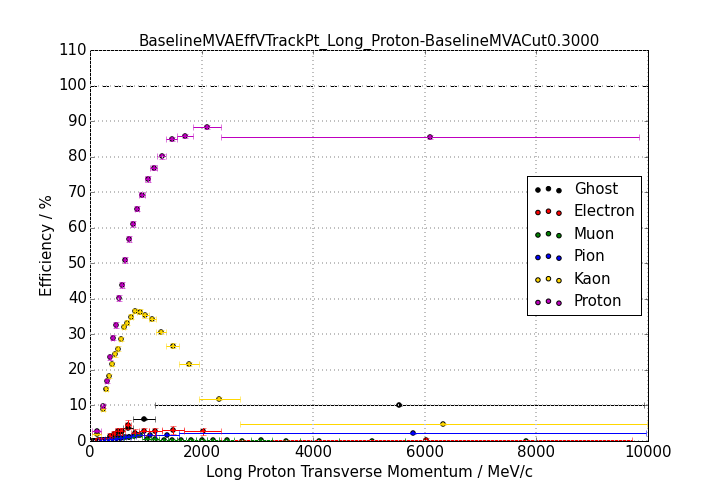 BaselineMVAEffVTrackPt_Long_Proton-BaselineMVACut0.3000
110
100
90
80
70
60
50
40
30
20
10
0
Efficiency / %
Ghost
Electron
Muon
Pion
Kaon
Proton
0 2000 4000 6000 8000 10000
Long Proton Transverse Momentum / MeV/c